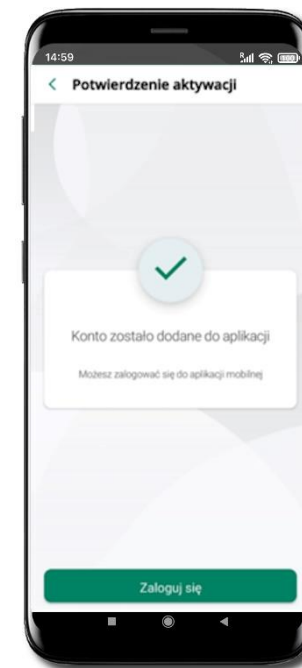 14:59
Potwierdzenie aktywacji
Konto zostało dodane do aplikacji
Możesz zalogować się do aplikacji mobilnej
Zaloguj się